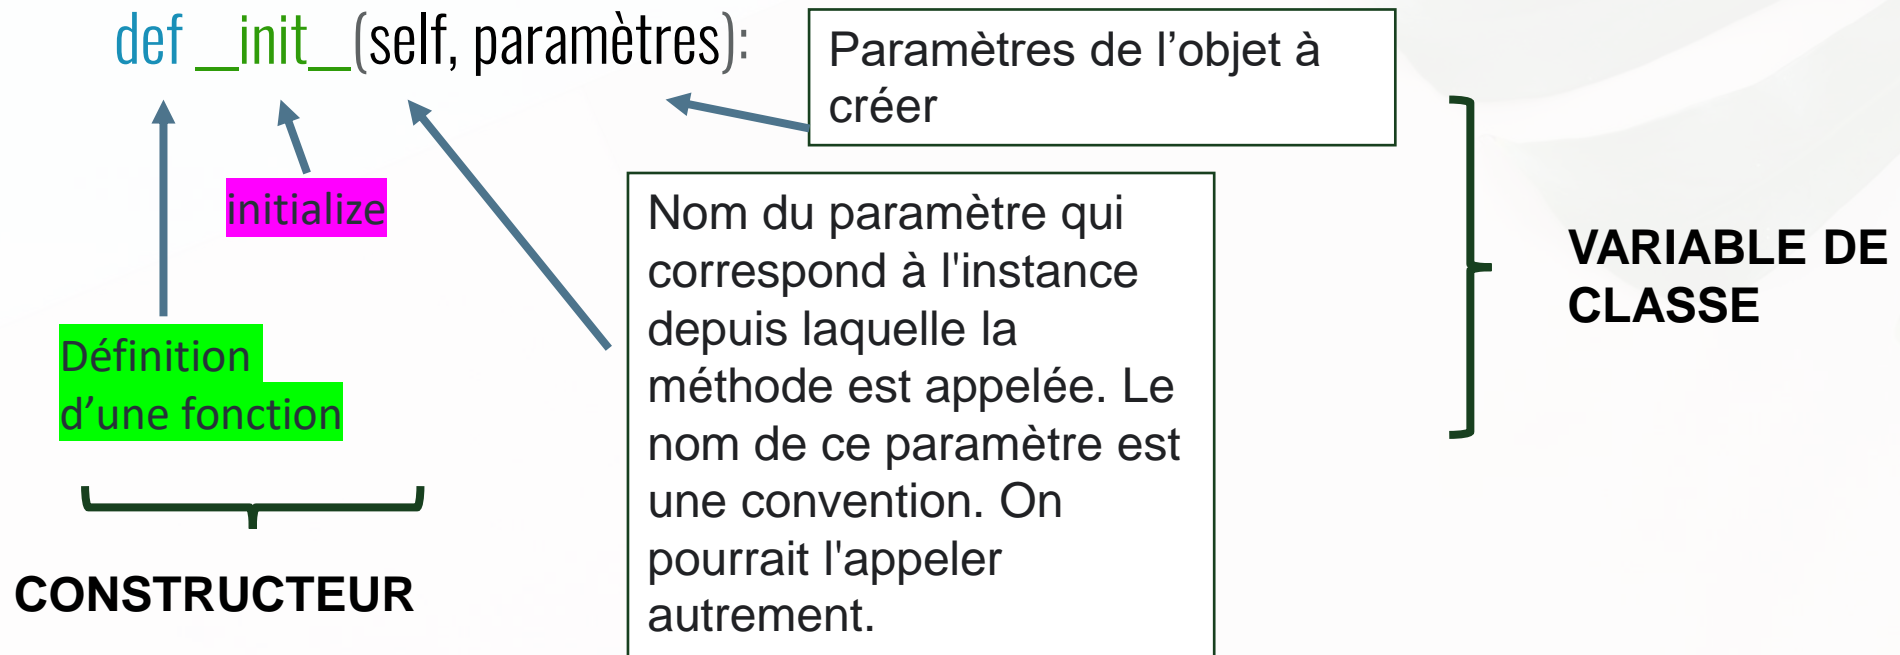 def __init__(self, paramètres):
Paramètres de l’objet à
créer
initialize
Définition
d’une fonction
CONSTRUCTEUR
Nom du paramètre qui
correspond à l'instance
depuis laquelle la
méthode est appelée. Le
nom de ce paramètre est
une convention. On
pourrait l'appeler
autrement.
VARIABLE DE
CLASSE